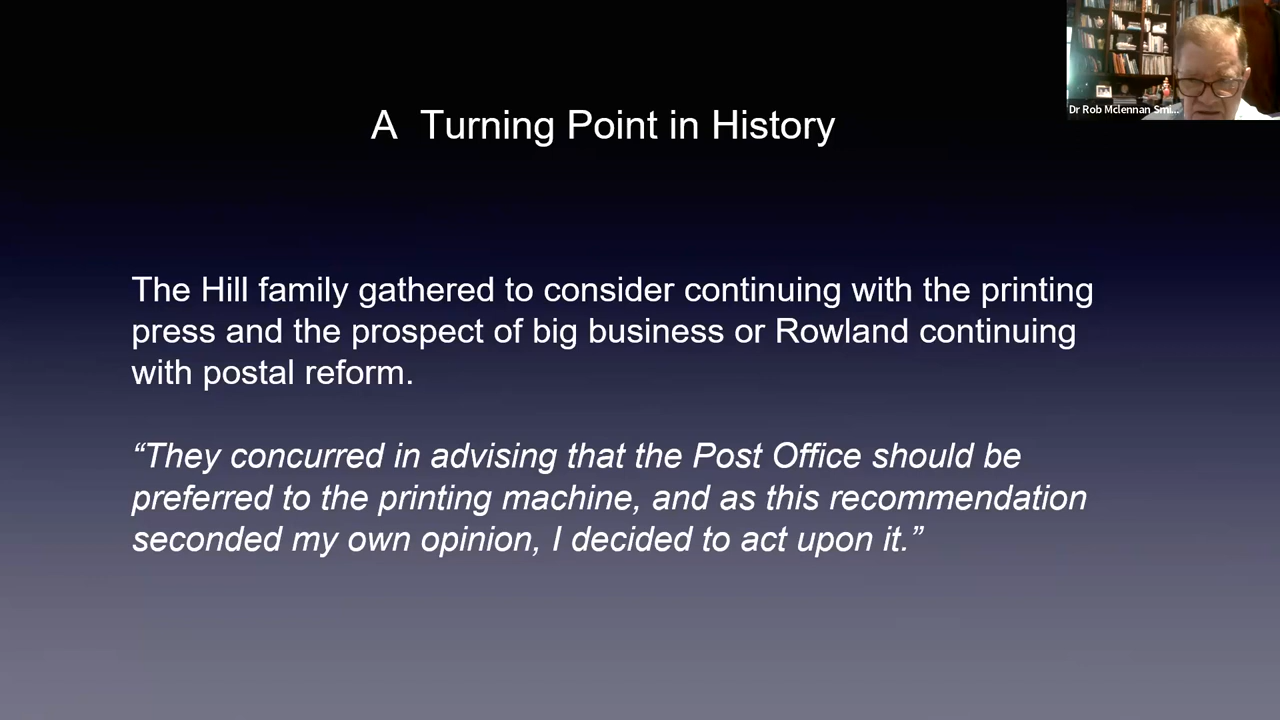 Dr Rob Mclennan Smi...
A Turning Point in History
The Hill family gathered to consider continuing with the printing
press and the prospect of big business or Rowland continuing
with postal reform.
“They concurred in advising that the Post Office should be
preferred to the printing machine, and as this recommendation
seconded my own opinion, I decided to act upon it.”